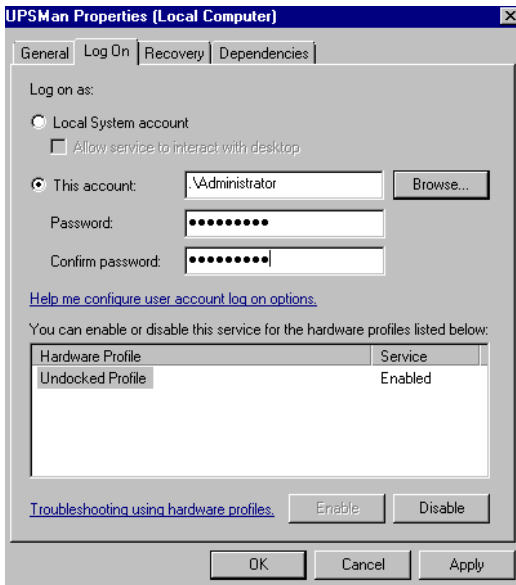 UPSMan Properties (Local Computer)
General Log On Recovery Dependencies
Log on as:
Local System account
Allow service to interact with desktop
This account: .\Administrator Browse...
Password: •••••••••
Confirm password: •••••••••
Help me configure user account log on options.
You can enable or disable this service for the hardware profiles listed below:
Hardware Profile Service
Undocked Profile Enabled
Troubleshooting using hardware profiles. Enable Disable
OK Cancel Apply